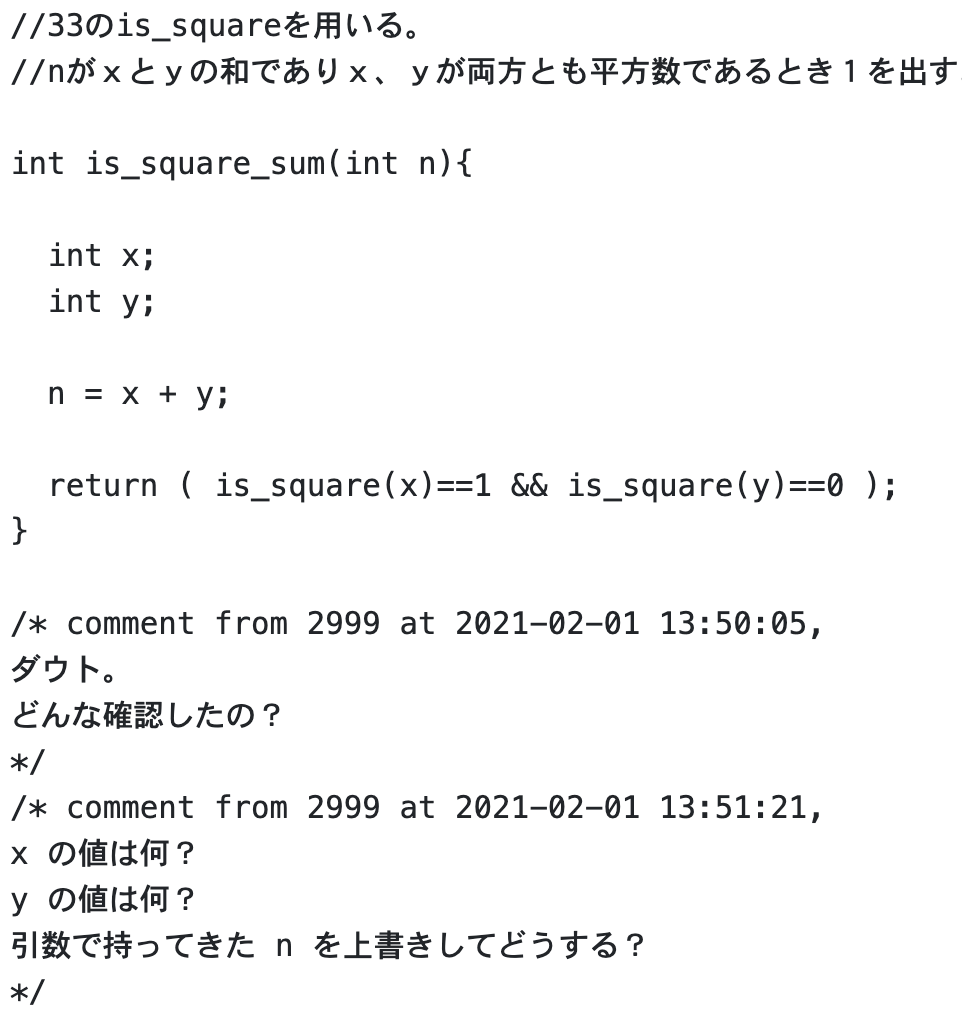 //33のis_squareを用いる。
//nがｘとｙの和でありｘ、ｙが両方とも平方数であるとき１を出す
int is_square_sum(int n){
int x;
int y;
n = x + y;
return ( is_square(x)==1 && is_square(y)==0 );
}
/* comment from 2999 at 2021-02-01 13:50:05,
ダウト。
どんな確認したの？
*/
/* comment from 2999 at 2021-02-01 13:51:21,
x の値は何？
y の値は何？
引数で持ってきた n を上書きしてどうする？
*/